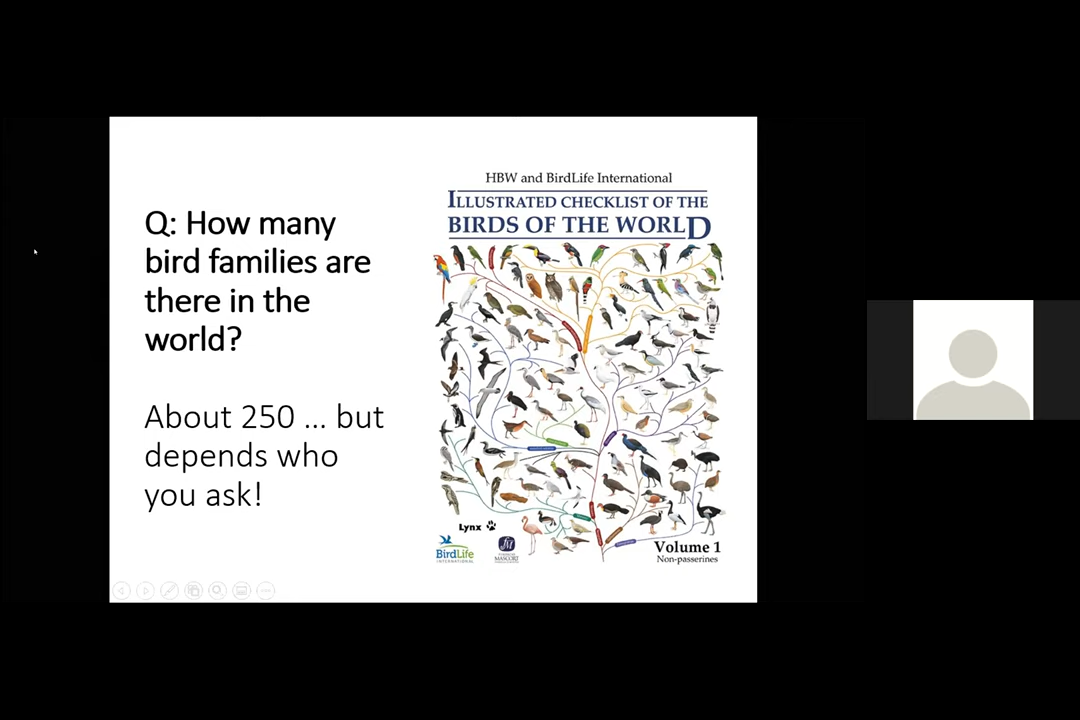 Q: How many
bird families are
there in the
world?
About 250 ... but
depends who
you ask!
HBW and BirdLife International
ILLUSTRATED CHECKLIST OF THE
BIRDS OF THE WORLD
Lynx
BirdLife
INTERNATIONAL
Volume 1
Non-passerines